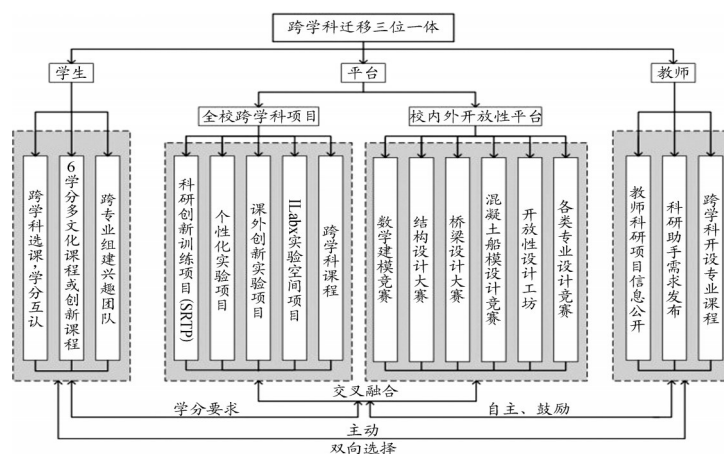 跨学科迁移三位一体
学生
平台
教师
全校跨学科项目
校内外开放性平台
跨学科选课,学分互认
6学分多文化课程或创新课程
跨专业组建兴趣团队
科研创新训练项目(SRTP)
个性化实验项目
课外创新实验项目
ILabx实验空间项目
跨学科课程
数学建模竞赛
结构设计大赛
桥梁设计大赛
混凝土船模设计竞赛
开放性设计工坊
各类专业设计竞赛
教师科研项目信息公开
科研助手需求发布
跨学科开设专业课程
交叉融合
学分要求
自主、鼓励
主动
双向选择